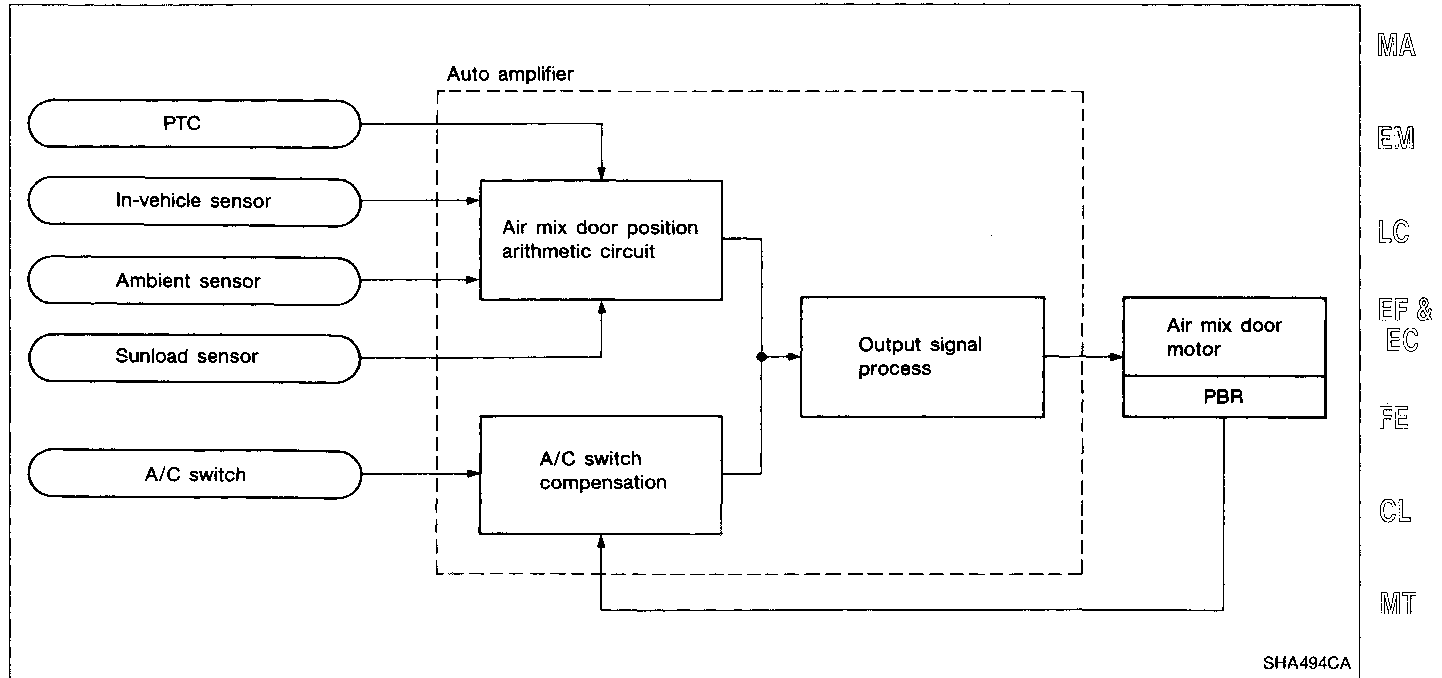 Auto amplifier
PTC
In-vehicle sensor
Ambient sensor
Sunload sensor
A/C switch
Air mix door position
arithmetic circuit
A/C switch
compensation
Output signal
process
Air mix door
motor
PBR
SHA494CA
MA
EM
LC
EF &
EC
FE
CL
MT